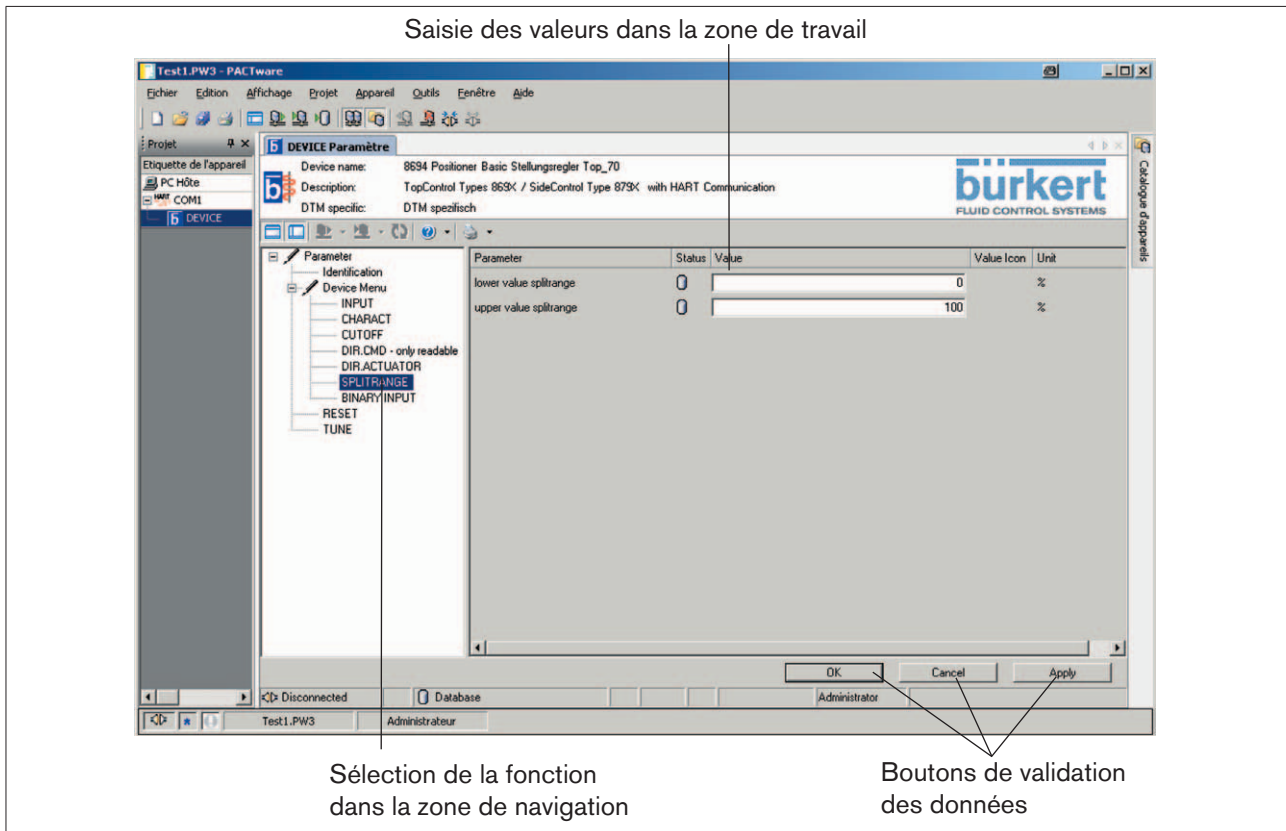 Saisie des valeurs dans la zone de travail
Test1.PW3 - PACTware
Fichier Edition Affichage Projet Appareil Outils Fenêtre Aide
Projet
DEVICE Paramètre
Etiquette de l'appareil
PC Hôte
HART COM1
DEVICE
Device name: 8694 Positioner Basic Stellungsregler Top_70
Description: TopControl Types 869X / SideControl Type 879X with HART Communication
DTM specific: DTM spezifisch
burkert
FLUID CONTROL SYSTEMS
Catalogue d'appareils
Parameter
Identification
Device Menu
INPUT
CHARACT
CUTOFF
DIR.CMD - only readable
DIR.ACTUATOR
SPLITRANGE
BINARY INPUT
RESET
TUNE
Parameter Status Value Value Icon Unit
lower value splitrange 0 %
upper value splitrange 100 %
OK Cancel Apply
Disconnected Database Administrator
Test1.PW3 Administrateur
Sélection de la fonction
dans la zone de navigation
Boutons de validation
des données